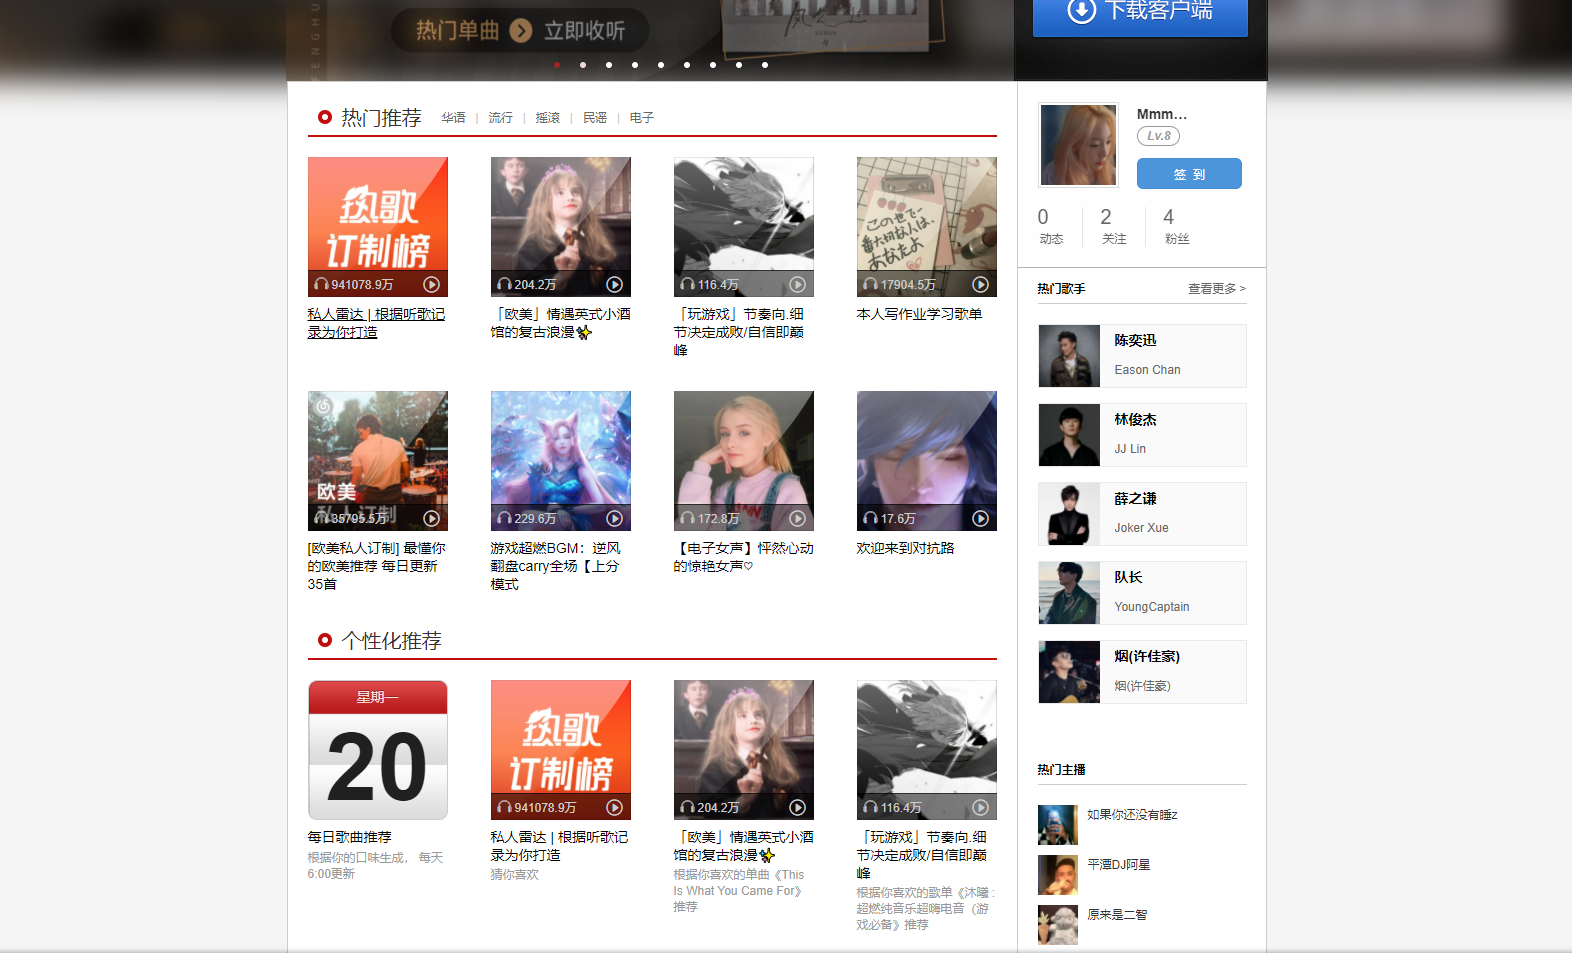 FENGHU
热门单曲 立即收听
下载客户端
热门推荐 华语 | 流行 | 摇滚 | 民谣 | 电子
热歌
订制榜
941078.9万
204.2万
116.4万
この世で一
番大切な人は、
あなたよ
17904.5万
私人雷达 | 根据听歌记
录为你打造
「欧美」情遇英式小酒
馆的复古浪漫✨
「玩游戏」节奏向.细
节决定成败/自信即巅
峰
本人写作业学习歌单
欧美
私人订制
35795.5万
229.6万
172.8万
17.6万
[欧美私人订制] 最懂你
的欧美推荐 每日更新
35首
游戏超燃BGM：逆风
翻盘carry全场【上分
模式
【电子女声】怦然心动
的惊艳女声♡
欢迎来到对抗路
个性化推荐
星期一
20
每日歌曲推荐
根据你的口味生成， 每天
6:00更新
热歌
订制榜
941078.9万
私人雷达 | 根据听歌记
录为你打造
猜你喜欢
204.2万
「欧美」情遇英式小酒
馆的复古浪漫✨
根据你喜欢的单曲《This
Is What You Came For》
推荐
116.4万
「玩游戏」节奏向.细
节决定成败/自信即巅
峰
根据你喜欢的歌单《沐曦 :
超燃纯音乐超嗨电音（游
戏必备》推荐
Mmm...
Lv.8
签 到
0 2 4
动态 关注 粉丝
热门歌手 查看更多 >
陈奕迅
Eason Chan
林俊杰
JJ Lin
薛之谦
Joker Xue
队长
YoungCaptain
烟(许佳豪)
烟(许佳豪)
热门主播
如果你还没有睡z
平潭DJ阿星
原来是二智